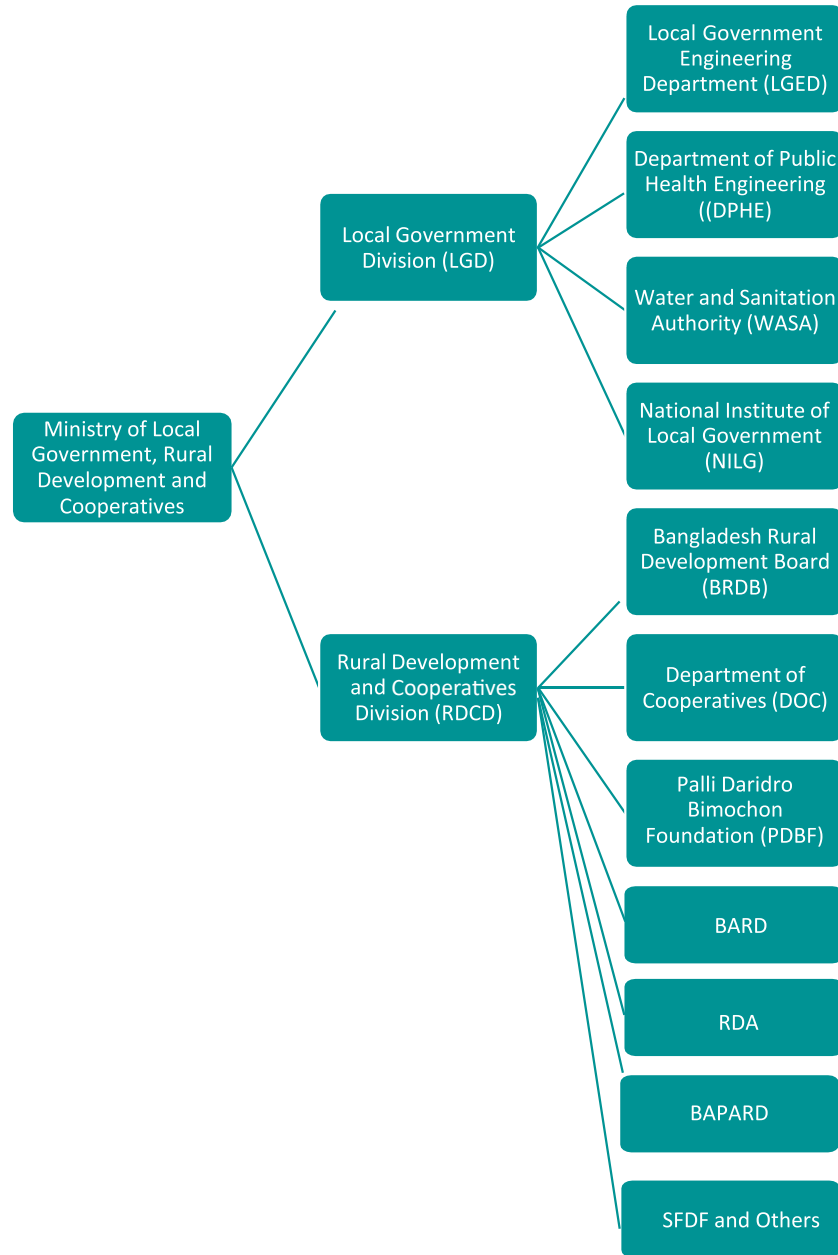 Local Government
Engineering
Department (LGED)
Department of Public
Health Engineering
((DPHE)
Local Government
Division (LGD)
Water and Sanitation
Authority (WASA)
National Institute of
Local Government
(NILG)
Ministry of Local
Government, Rural
Development and
Cooperatives
Bangladesh Rural
Development Board
(BRDB)
Rural Development
and Cooperatives
Division (RDCD)
Department of
Cooperatives (DOC)
Palli Daridro
Bimochon
Foundation (PDBF)
BARD
RDA
BAPARD
SFDF and Others